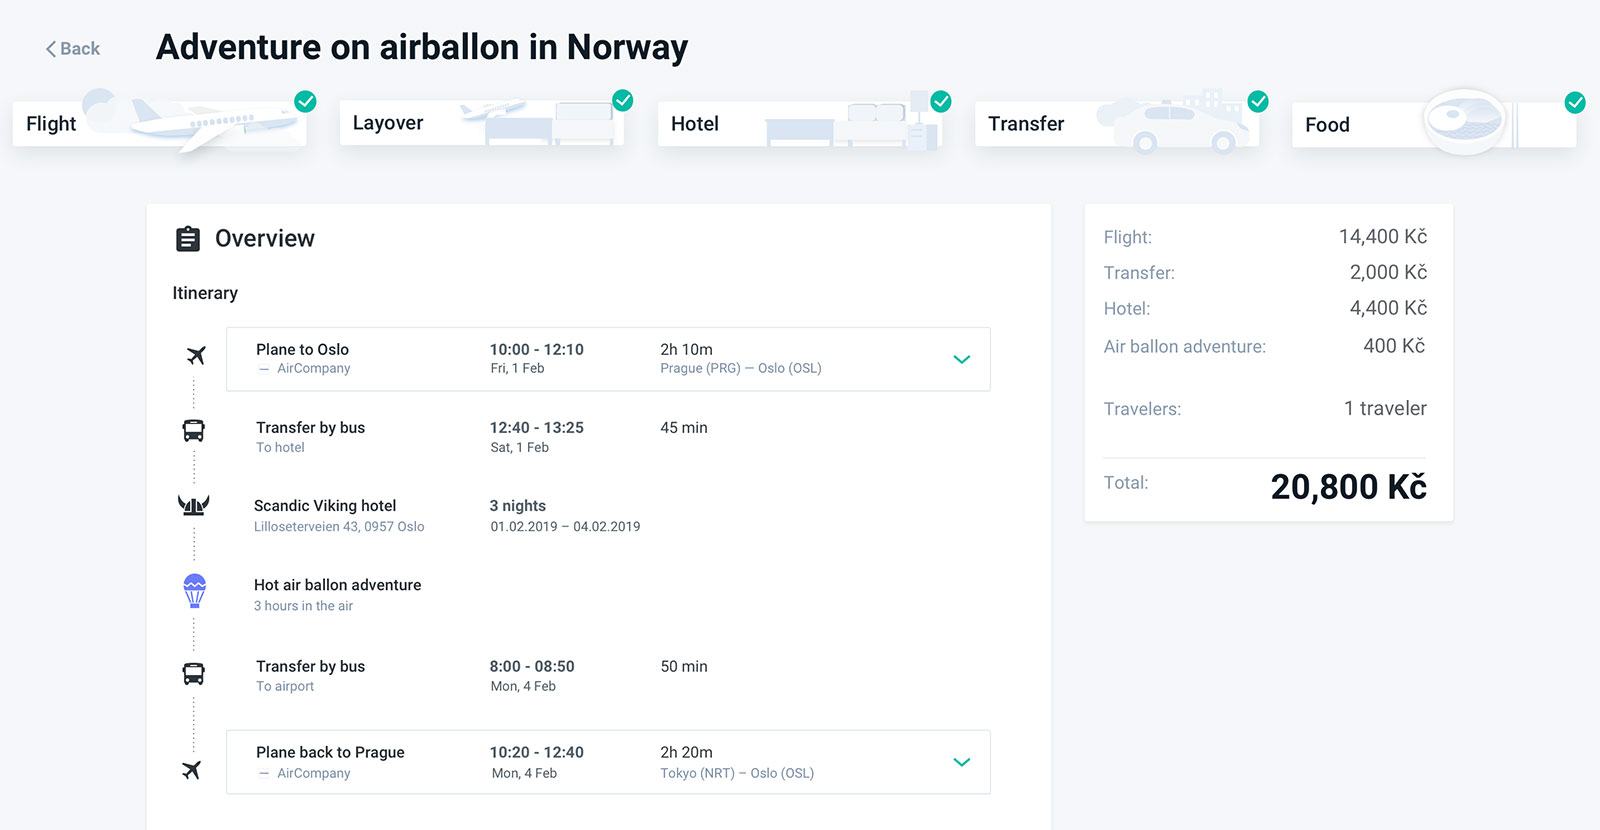 Back
Adventure on airballon in Norway
Flight
Layover
Hotel
Transfer
Food
Overview
Itinerary
Plane to Oslo 10:00 - 12:10 2h 10m
— AirCompany Fri, 1 Feb Prague (PRG) — Oslo (OSL)
Transfer by bus 12:40 - 13:25 45 min
To hotel Sat, 1 Feb
Scandic Viking hotel 3 nights
Lilloseterveien 43, 0957 Oslo 01.02.2019 – 04.02.2019
Hot air ballon adventure
3 hours in the air
Transfer by bus 8:00 - 08:50 50 min
To airport Mon, 4 Feb
Plane back to Prague 10:20 - 12:40 2h 20m
— AirCompany Mon, 4 Feb Tokyo (NRT) – Oslo (OSL)
Flight: 14,400 Kč
Transfer: 2,000 Kč
Hotel: 4,400 Kč
Air ballon adventure: 400 Kč
Travelers: 1 traveler
Total: 20,800 Kč